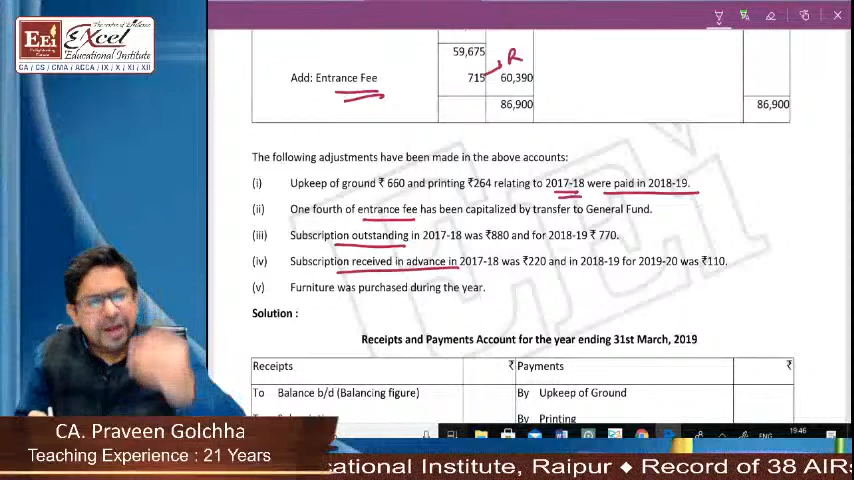 The centre of Excellence
EEi
Excel
Educational Institute
CA / CS / CMA / ACCA / IX / X / XI / XII
59,675
R
Add: Entrance Fee 715 60,390
86,900 86,900
The following adjustments have been made in the above accounts:
(i) Upkeep of ground ₹ 660 and printing ₹264 relating to 2017-18 were paid in 2018-19.
(ii) One fourth of entrance fee has been capitalized by transfer to General Fund.
(iii) Subscription outstanding in 2017-18 was ₹880 and for 2018-19 ₹ 770.
(iv) Subscription received in advance in 2017-18 was ₹220 and in 2018-19 for 2019-20 was ₹110.
(v) Furniture was purchased during the year.
Solution :
Receipts and Payments Account for the year ending 31st March, 2019
Receipts ₹ Payments ₹
To Balance b/d (Balancing figure) By Upkeep of Ground
By Printing
ENG
19:46
CA. Praveen Golchha
Teaching Experience : 21 Years
cational Institute, Raipur ◆ Record of 38 AIRs